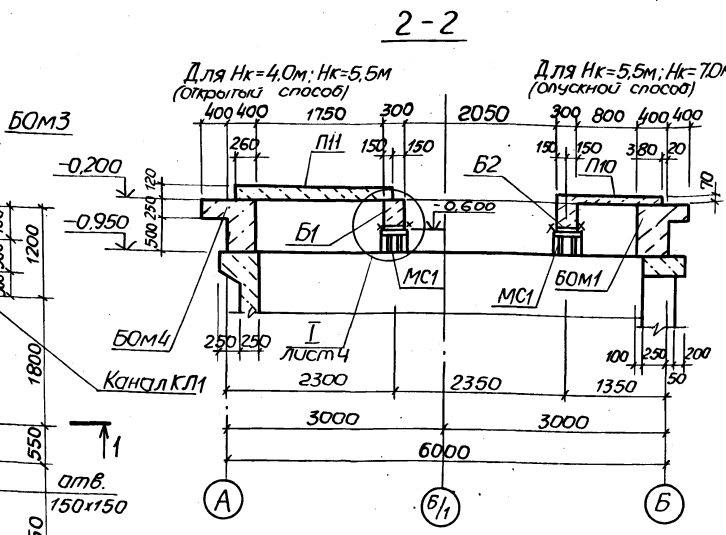 2-2
Для Нк=4,0м; Нк=5,5м
(открытый способ)
Для Нк=5,5м; Нк=7,0м
(опускной способ)
400 400 1750 300 2050 300 800 400 400
БОм3
260 П11 150 150 150 150 П10 380 20
Б2
70
-0,200
120
250
500
-0,950
-0,600
Б1
МС1
МС1
БОм1
1200
БОм4
250 250
I
лист 4
100 250 200
50
1800
Канал КЛ1
2300 2350 1350
3000 3000
550
1
6000
отв.
150х150
А
Б/1
Б